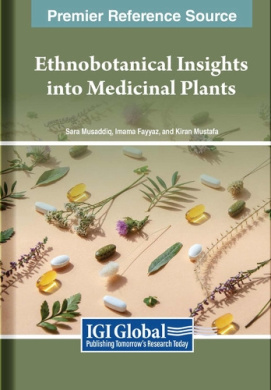 Premier Reference Source
Ethnobotanical Insights
into Medicinal Plants
Sara Musaddiq, Imama Fayyaz, and Kiran Mustafa
IGI Global
Publishing Tomorrow's Research Today